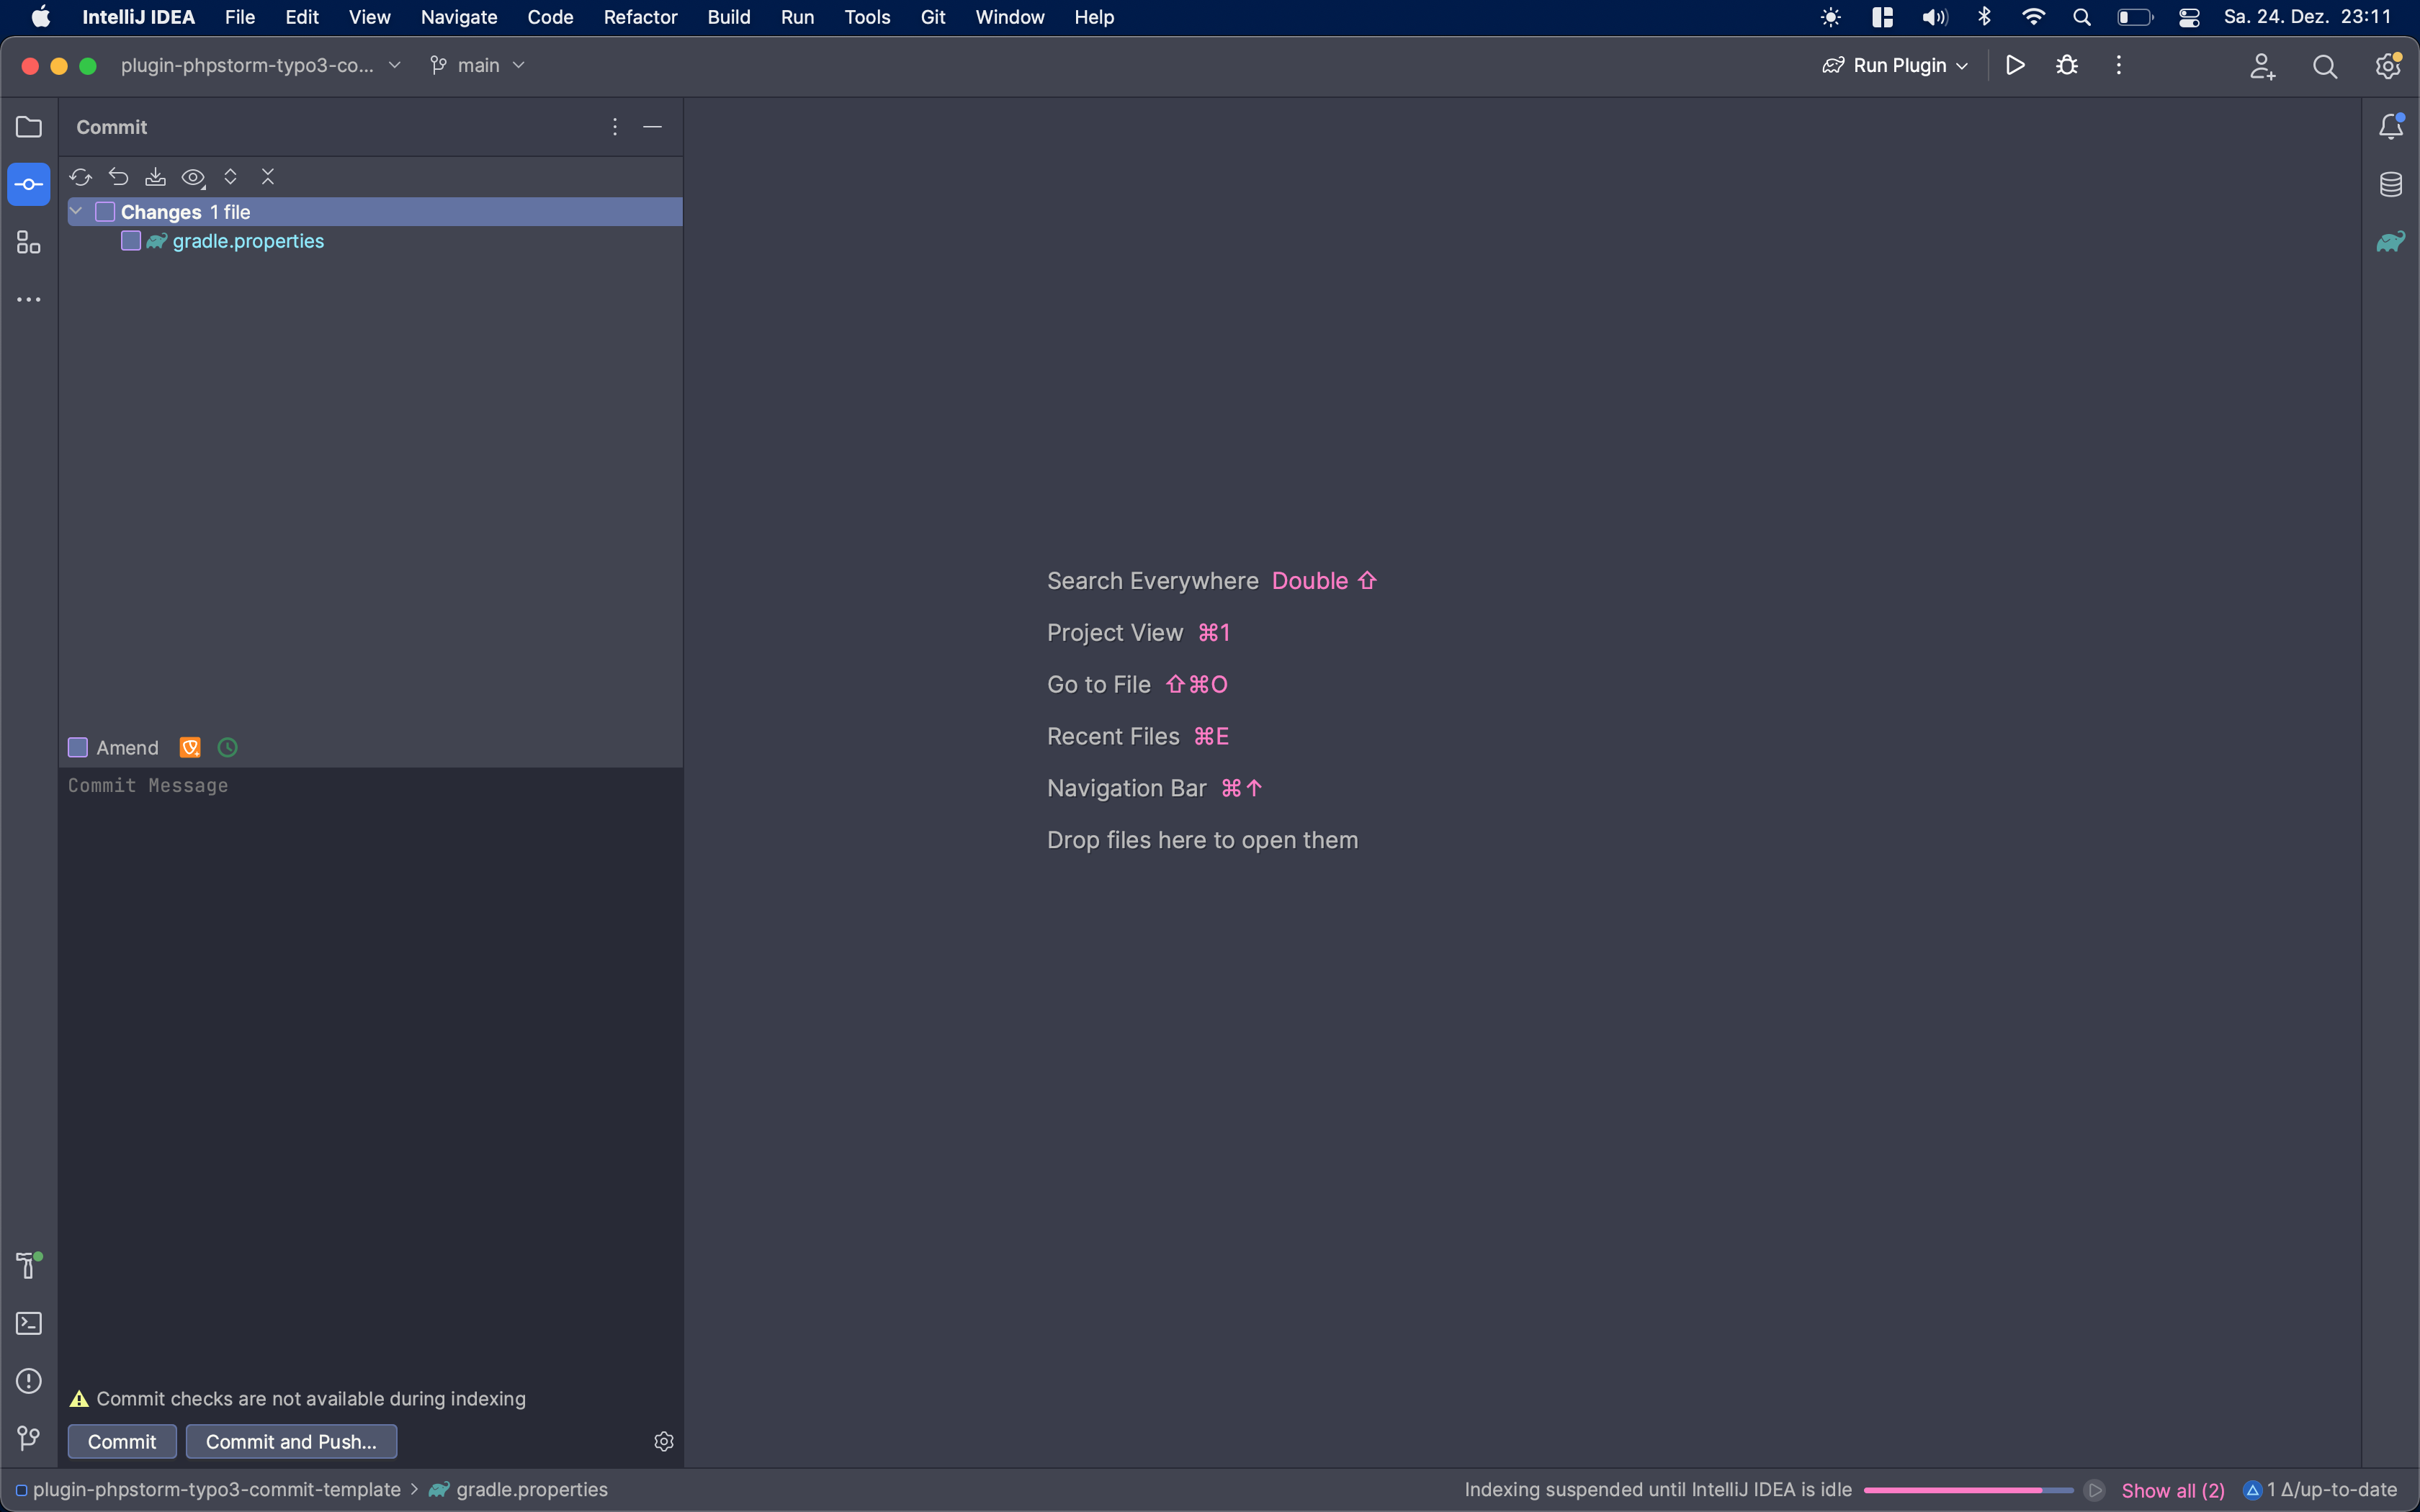 IntelliJ IDEA File Edit View Navigate Code Refactor Build Run Tools Git Window Help Sa. 24. Dez. 23:11
plugin-phpstorm-typo3-co... main Run Plugin
Commit
Changes 1 file
gradle.properties
Search Everywhere Double ⇧
Project View ⌘1
Go to File ⇧⌘O
Recent Files ⌘E
Navigation Bar ⌘↑
Drop files here to open them
Amend
Commit Message
Commit checks are not available during indexing
Commit Commit and Push...
plugin-phpstorm-typo3-commit-template > gradle.properties Indexing suspended until IntelliJ IDEA is idle Show all (2) 1 Δ/up-to-date